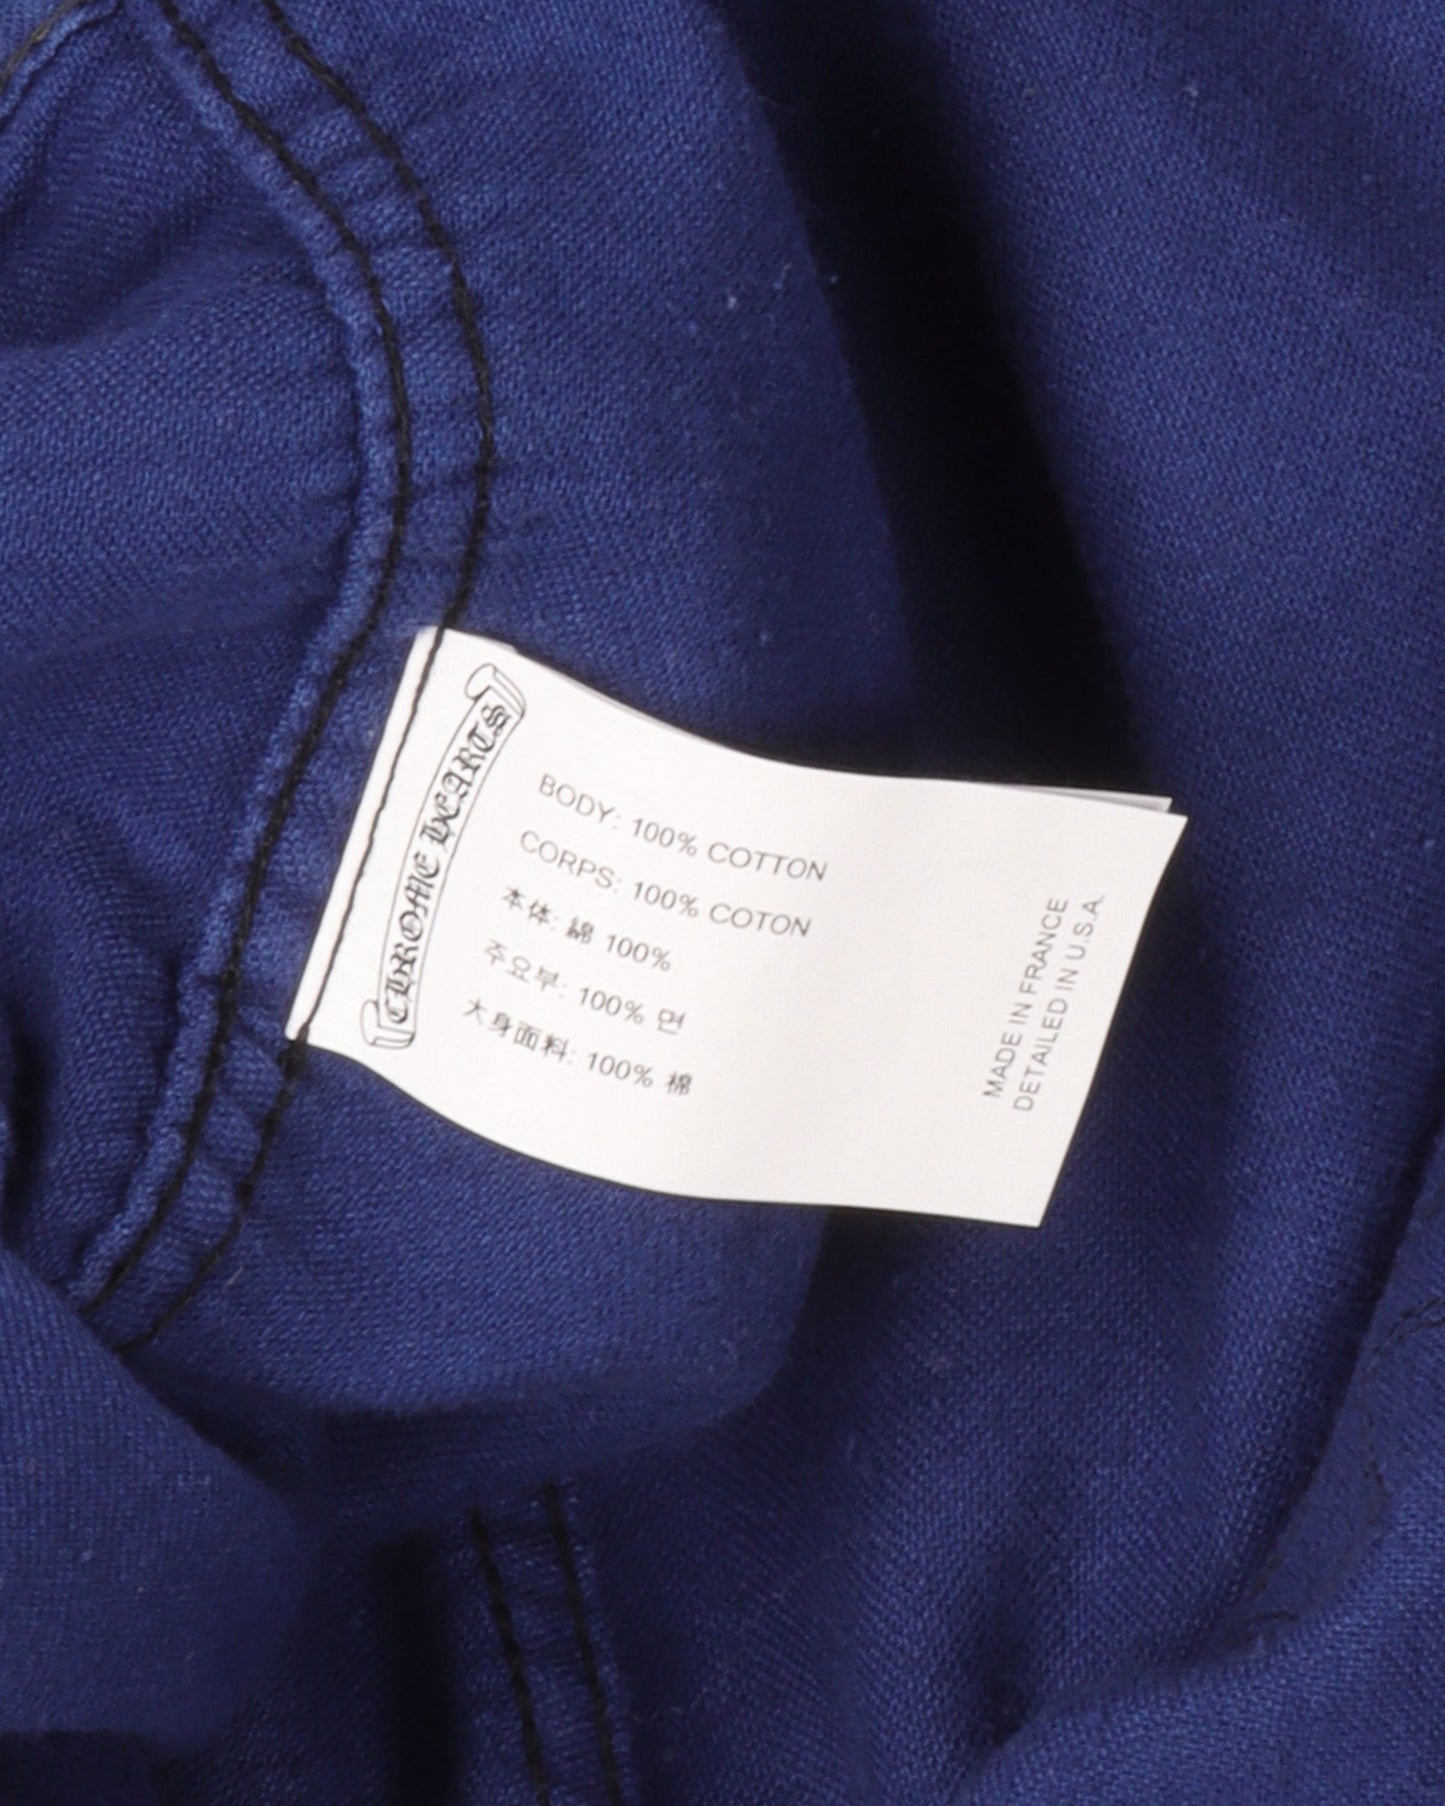 CHROME HEARTS
BODY: 100% COTTON
CORPS: 100% COTON
本体: 綿 100%
주요부: 100% 면
大身面料: 100% 棉
MADE IN FRANCE
DETAILED IN U.S.A.